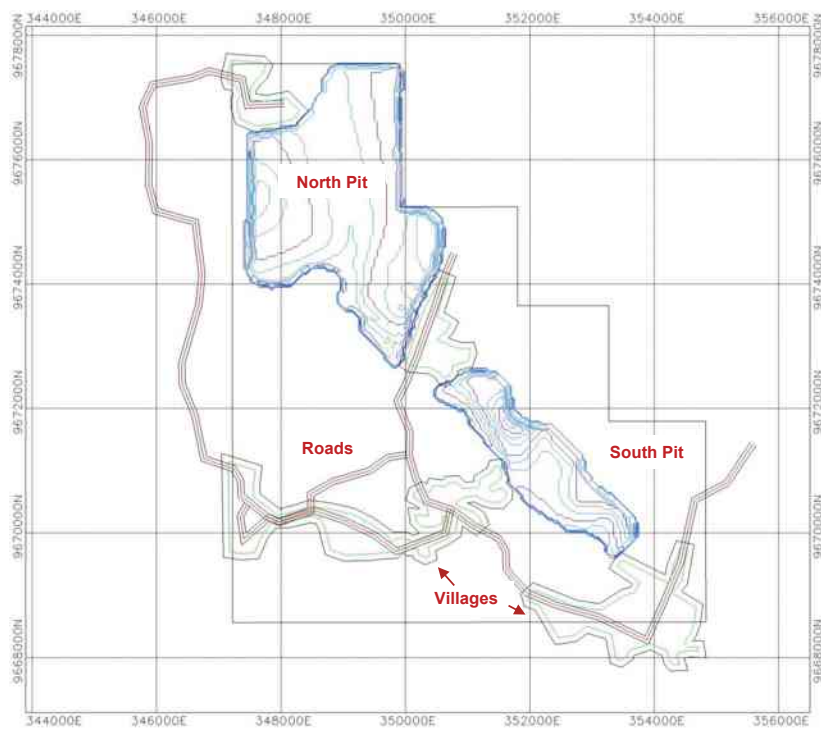 344000E 346000E 348000E 350000E 352000E 354000E 356000E
9678000N 9678000N
9676000N 9676000N
North Pit
9674000N 9674000N
9672000N 9672000N
Roads
South Pit
9670000N 9670000N
Villages
9668000N 9668000N
344000E 346000E 348000E 350000E 352000E 354000E 356000E